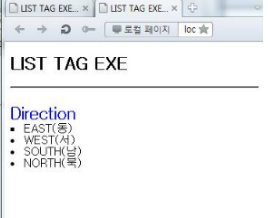 LIST TAG EXE... × LIST TAG EXE... ×
로컬 페이지 loc
LIST TAG EXE
Direction
EAST(동)
WEST(서)
SOUTH(남)
NORTH(북)